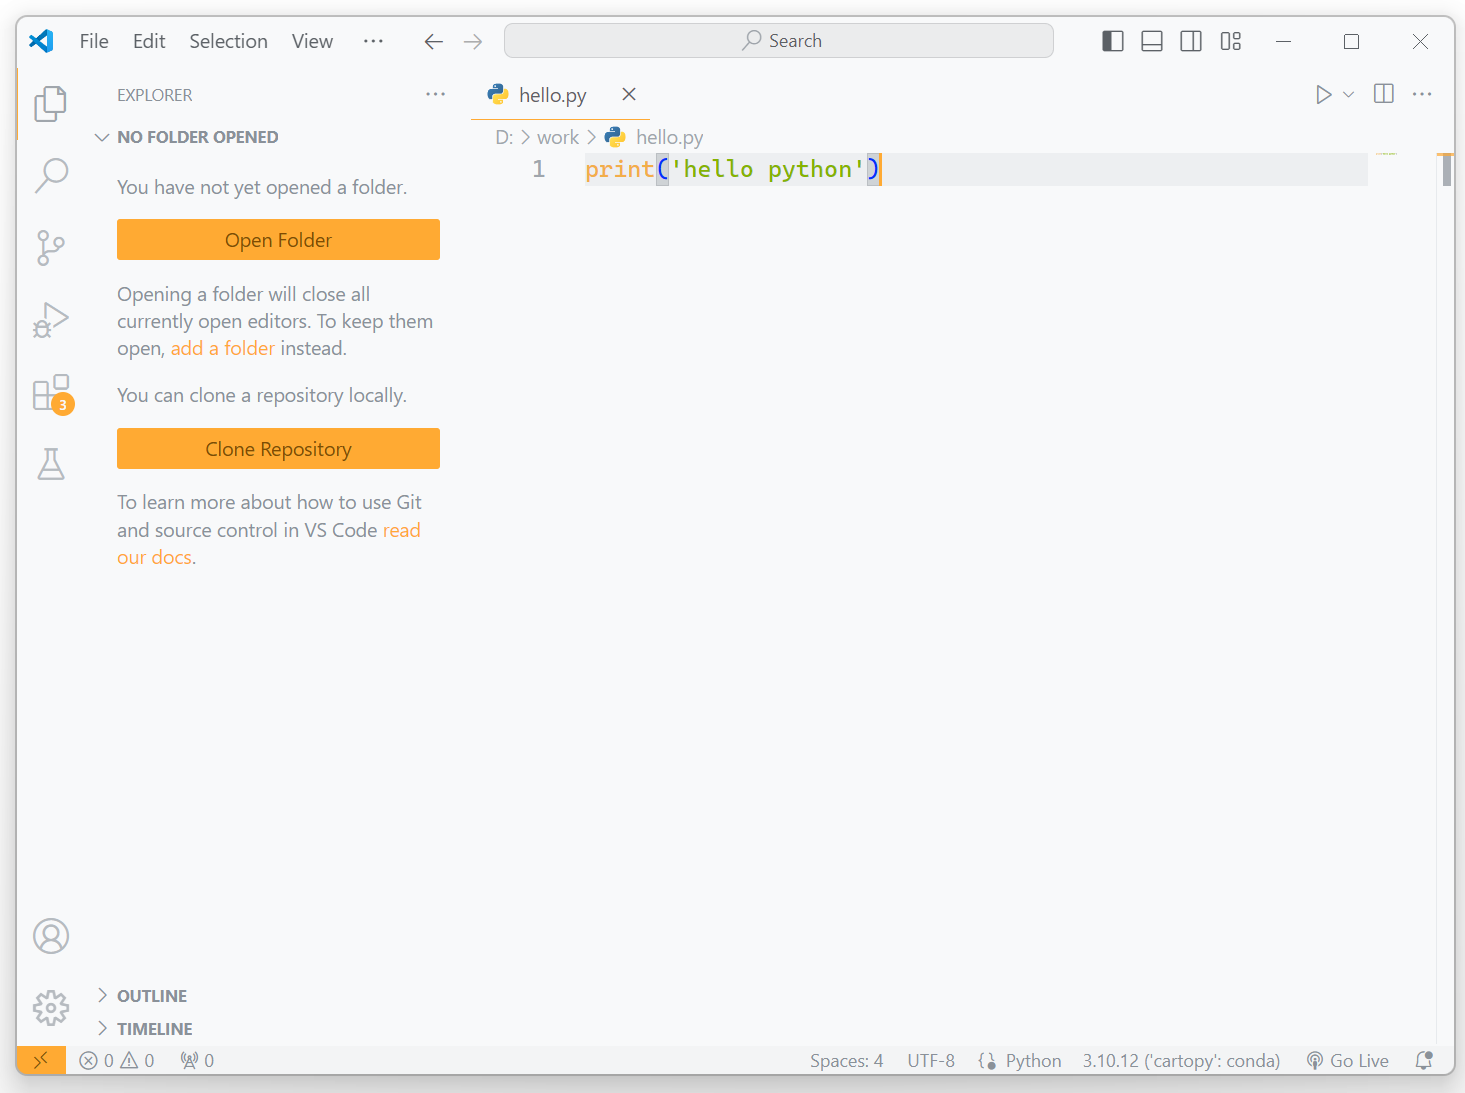 File Edit Selection View ··· Search
EXPLORER ···
hello.py
NO FOLDER OPENED
D: > work > hello.py
1 print('hello python')
You have not yet opened a folder.
Open Folder
Opening a folder will close all
currently open editors. To keep them
open, add a folder instead.
You can clone a repository locally.
3
Clone Repository
To learn more about how to use Git
and source control in VS Code read
our docs.
OUTLINE
TIMELINE
0 0 0 Spaces: 4 UTF-8 {} Python 3.10.12 ('cartopy': conda) Go Live